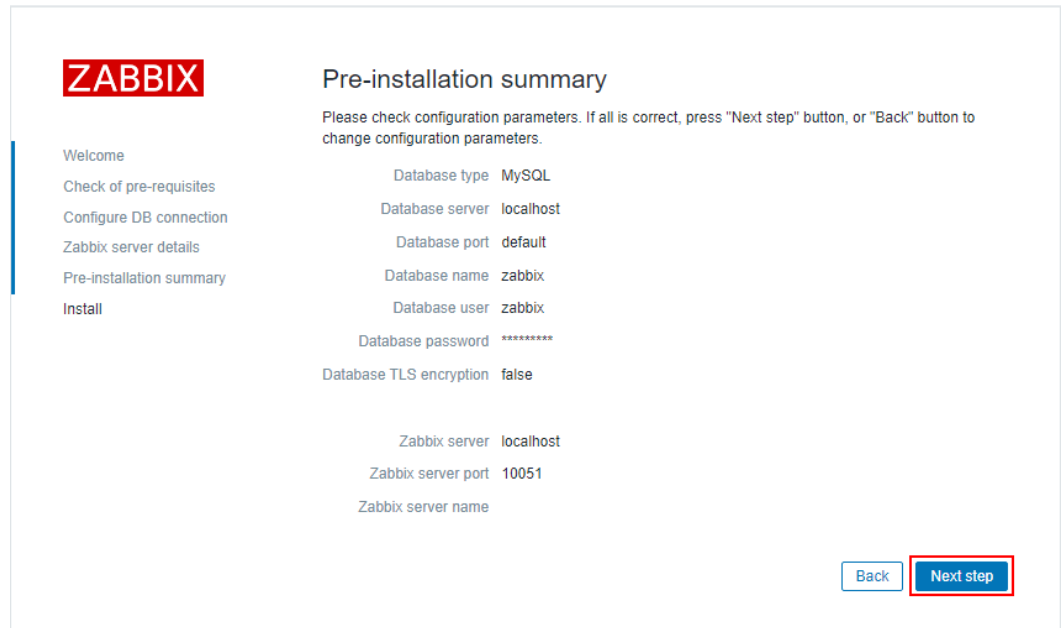 ZABBIX
Welcome
Check of pre-requisites
Configure DB connection
Zabbix server details
Pre-installation summary
Install
Pre-installation summary
Please check configuration parameters. If all is correct, press "Next step" button, or "Back" button to
change configuration parameters.
Database type MySQL
Database server localhost
Database port default
Database name zabbix
Database user zabbix
Database password *********
Database TLS encryption false
Zabbix server localhost
Zabbix server port 10051
Zabbix server name
Back Next step